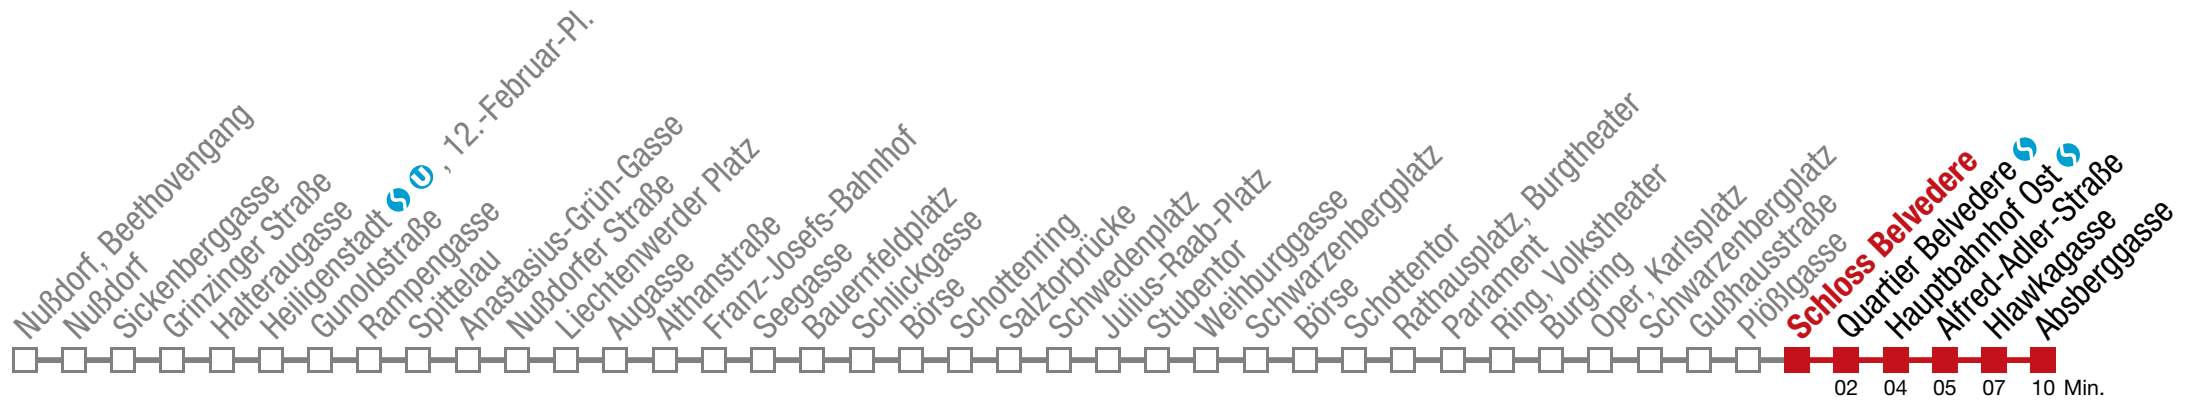 Nußdorf, Beethovengang
Nußdorf
Sickenberggasse
Grinzinger Straße
Halteraugasse
Heiligenstadt S U , 12.-Februar-Pl.
Gunoldstraße
Rampengasse
Spittelau
Anastasius-Grün-Gasse
Nußdorfer Straße
Liechtenwerder Platz
Augasse
Althanstraße
Franz-Josefs-Bahnhof
Seegasse
Bauernfeldplatz
Schlickgasse
Börse
Schottenring
Salztorbrücke
Schwedenplatz
Julius-Raab-Platz
Stubentor
Weihburggasse
Schwarzenbergplatz
Börse
Schottentor
Rathausplatz, Burgtheater
Parlament
Ring, Volkstheater
Burgring
Oper, Karlsplatz
Schwarzenbergplatz
Gußhausstraße
Plößlgasse
Schloss Belvedere
Quartier Belvedere S
Hauptbahnhof Ost S
Alfred-Adler-Straße
Hlawkagasse
Absberggasse
02 04 05 07 10 Min.